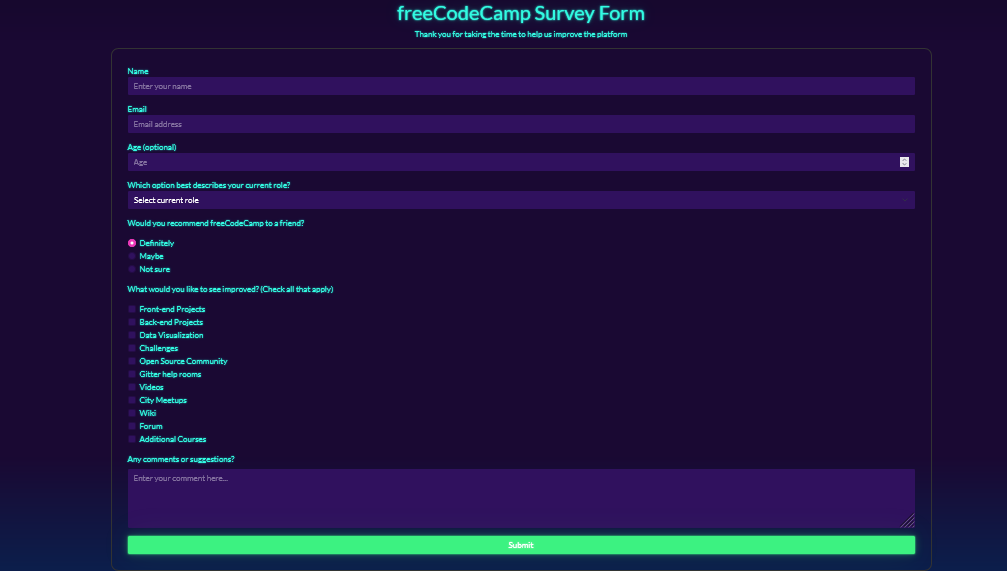 freeCodeCamp Survey Form
Thank you for taking the time to help us improve the platform
Name
Enter your name
Email
Email address
Age (optional)
Age
Which option best describes your current role?
Select current role
Would you recommend freeCodeCamp to a friend?
Definitely
Maybe
Not sure
What would you like to see improved? (Check all that apply)
Front-end Projects
Back-end Projects
Data Visualization
Challenges
Open Source Community
Gitter help rooms
Videos
City Meetups
Wiki
Forum
Additional Courses
Any comments or suggestions?
Enter your comment here...
Submit